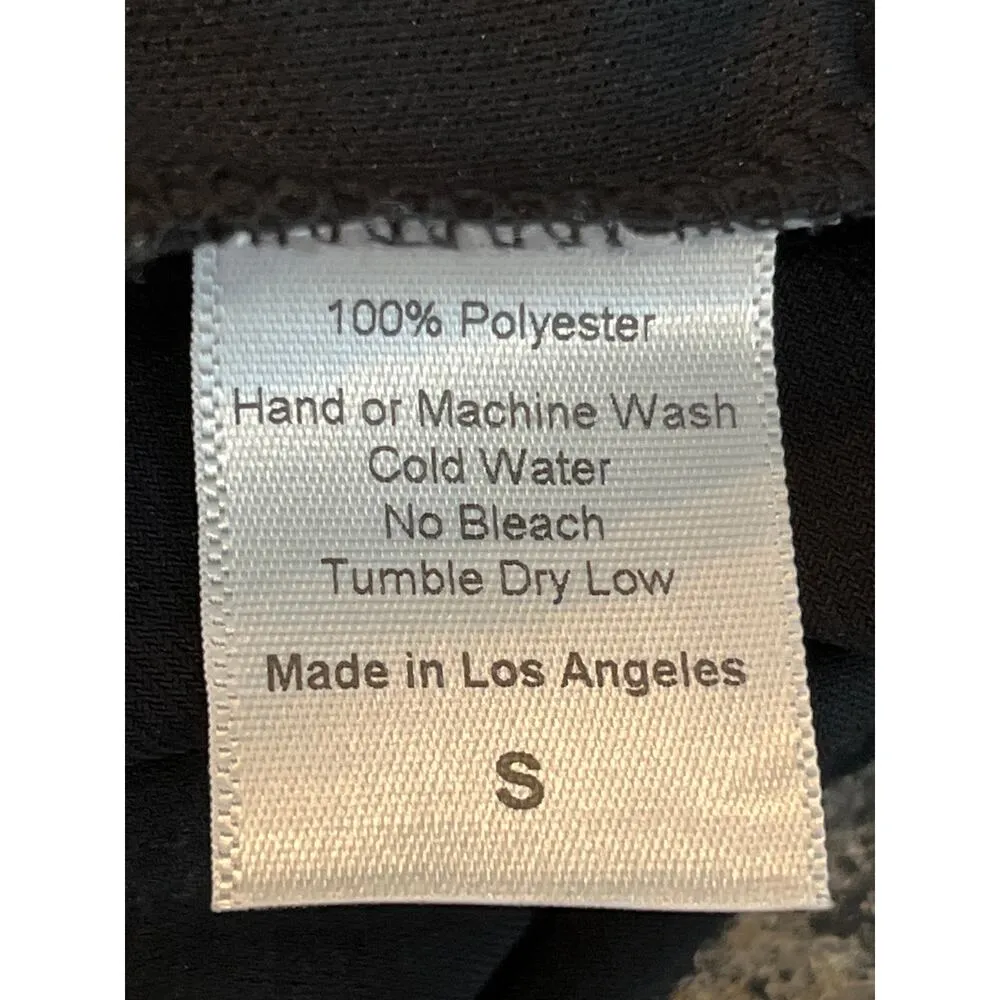 100% Polyester
Hand or Machine Wash
Cold Water
No Bleach
Tumble Dry Low
Made in Los Angeles
S